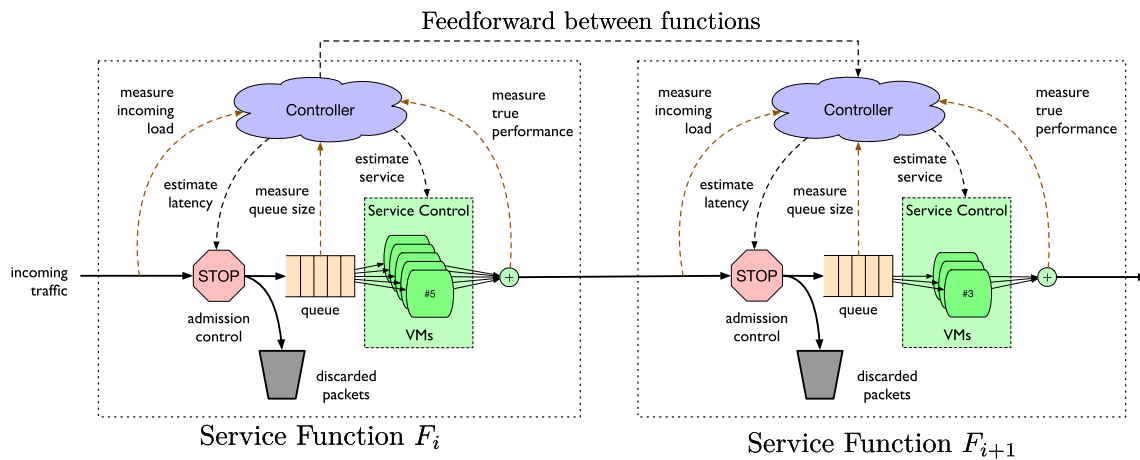 Feedforward between functions
measure
incoming
load
Controller
measure
true
performance
estimate
latency
measure
queue size
estimate
service
Service Control
incoming
traffic
STOP
#5
+
admission
control
queue
VMs
discarded
packets
Service Function F_i
measure
incoming
load
Controller
measure
true
performance
estimate
latency
measure
queue size
estimate
service
Service Control
STOP
#3
+
admission
control
queue
VMs
discarded
packets
Service Function F_{i+1}